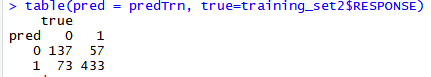 > table(pred = predTrn, true=training_set2$RESPONSE)
true
pred 0 1
0 137 57
1 73 433